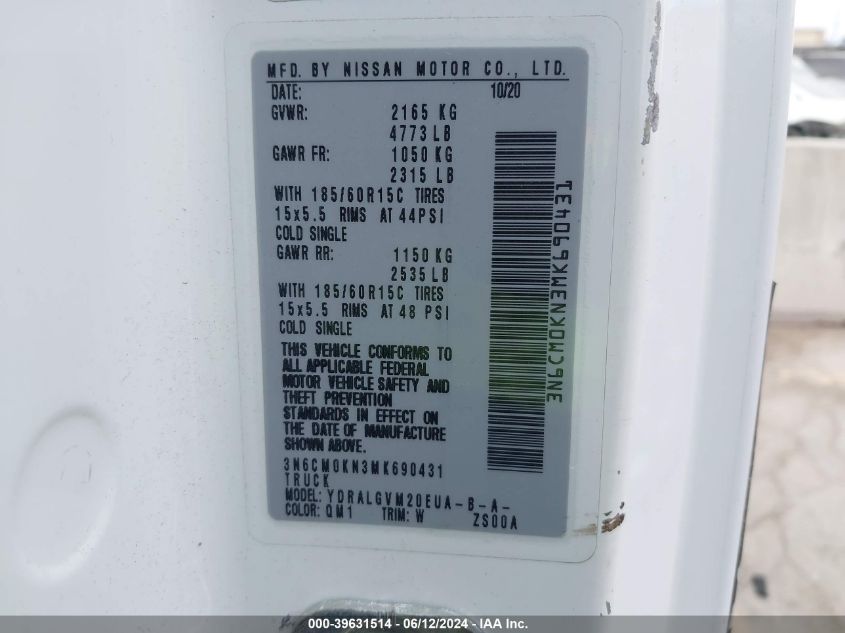 MFD. BY NISSAN MOTOR CO., LTD.
DATE: 10/20
GVWR: 2165 KG
4773 LB
GAWR FR: 1050 KG
2315 LB
WITH 185/60R15C TIRES
15x5.5 RIMS AT 44PSI
COLD SINGLE
GAWR RR: 1150 KG
2535 LB
WITH 185/60R15C TIRES
15x5.5 RIMS AT 48 PSI
COLD SINGLE
THIS VEHICLE CONFORMS TO
ALL APPLICABLE FEDERAL
MOTOR VEHICLE SAFETY AND
THEFT PREVENTION
STANDARDS IN EFFECT ON
THE DATE OF MANUFACTURE
SHOWN ABOVE.
3N6CM0KN3MK690431
TRUCK
MODEL: YDRALGVM20EUA-B-A-
COLOR: QM1 TRIM: W ZS00A
3N6CM0KN3MK690431
000-39631514 / 06/12/2024 / IAA Inc.